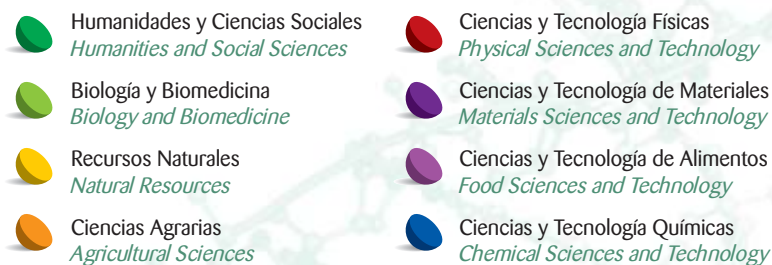 Humanidades y Ciencias Sociales
Humanities and Social Sciences
Biología y Biomedicina
Biology and Biomedicine
Recursos Naturales
Natural Resources
Ciencias Agrarias
Agricultural Sciences
Ciencias y Tecnología Físicas
Physical Sciences and Technology
Ciencias y Tecnología de Materiales
Materials Sciences and Technology
Ciencias y Tecnología de Alimentos
Food Sciences and Technology
Ciencias y Tecnología Químicas
Chemical Sciences and Technology